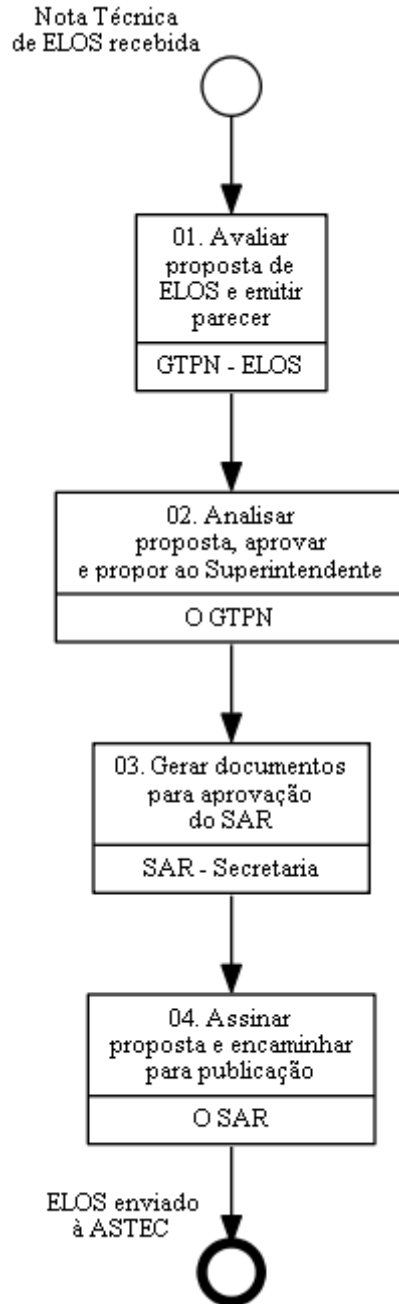 Nota Técnica
de ELOS recebida
01. Avaliar
proposta de
ELOS e emitir
parecer
GTPN - ELOS
02. Analisar
proposta, aprovar
e propor ao Superintendente
O GTPN
03. Gerar documentos
para aprovação
do SAR
SAR - Secretaria
04. Assinar
proposta e encaminhar
para publicação
O SAR
ELOS enviado
à ASTEC